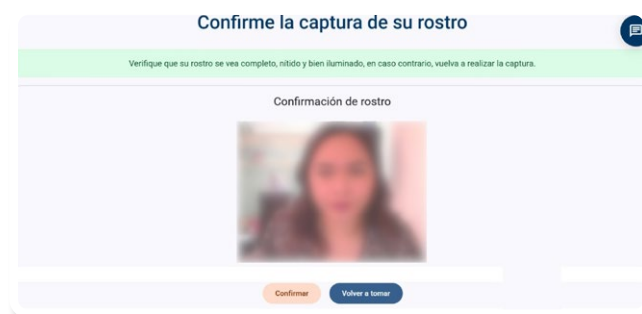 Confirme la captura de su rostro
Verifique que su rostro se vea completo, nítido y bien iluminado, en caso contrario, vuelva a realizar la captura.
Confirmación de rostro
Confirmar
Volver a tomar